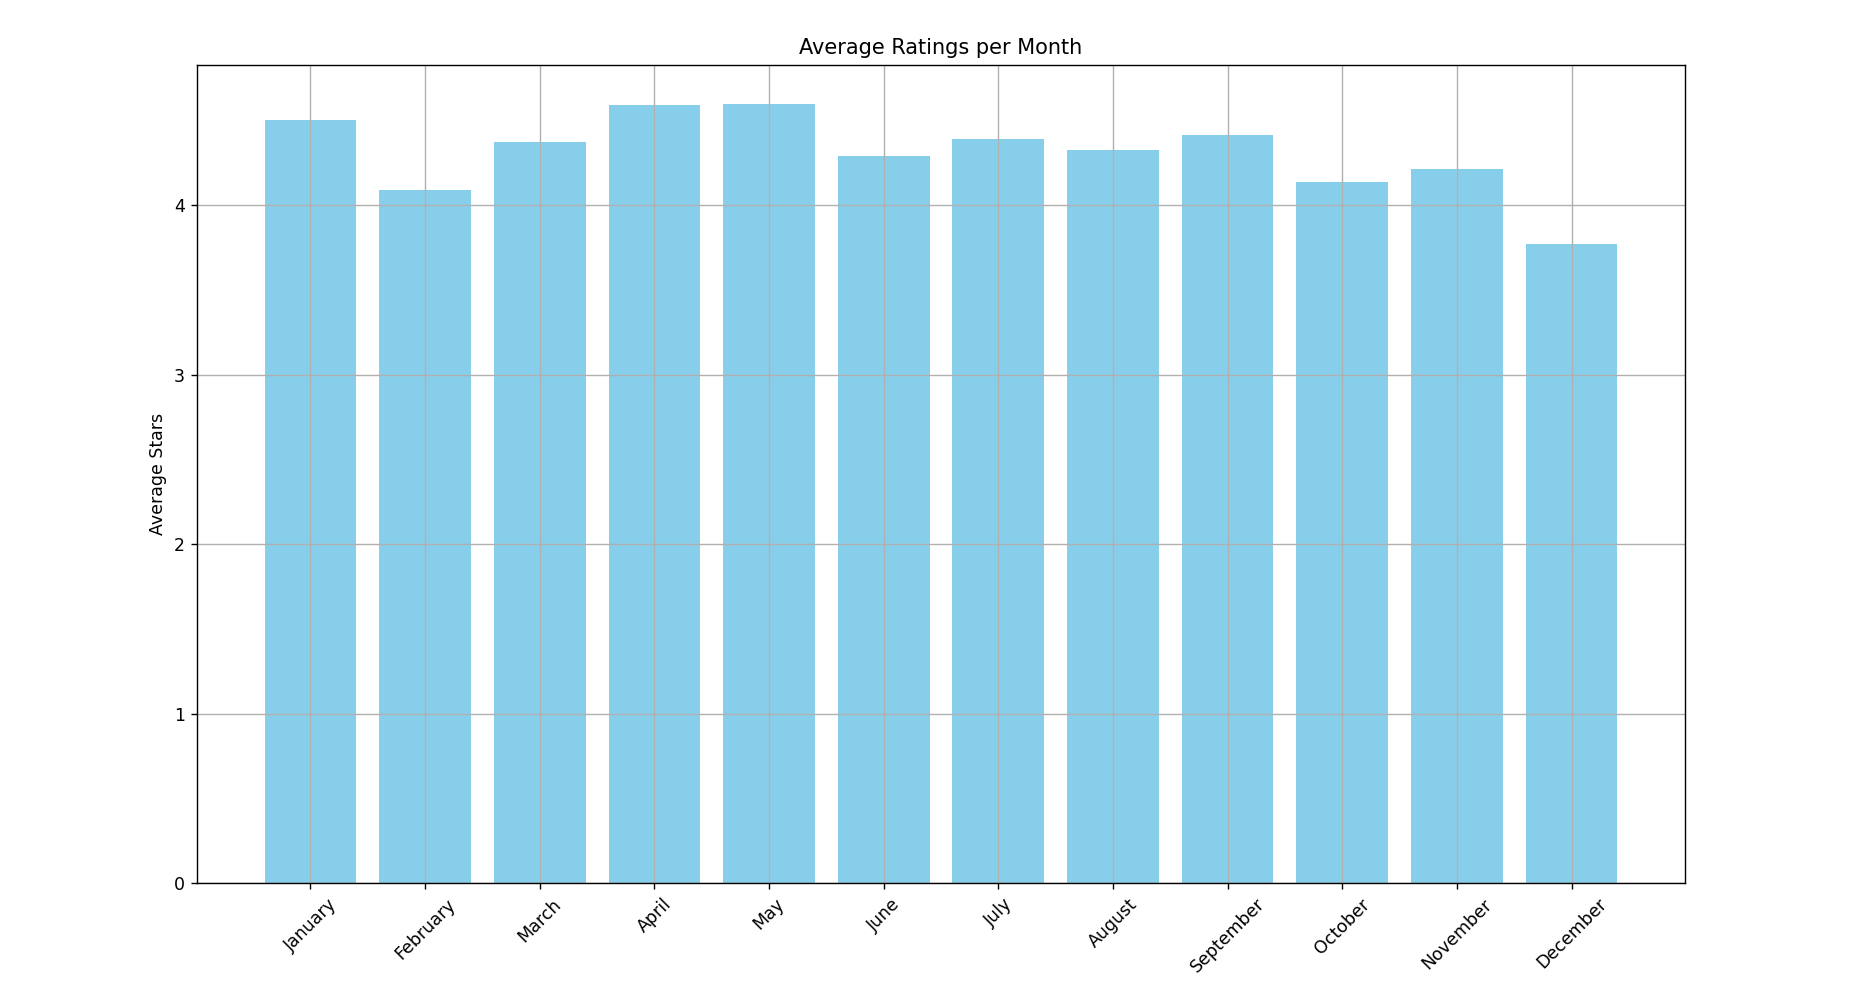 Average Ratings per Month
Average Stars
4
3
2
1
0
January
February
March
April
May
June
July
August
September
October
November
December